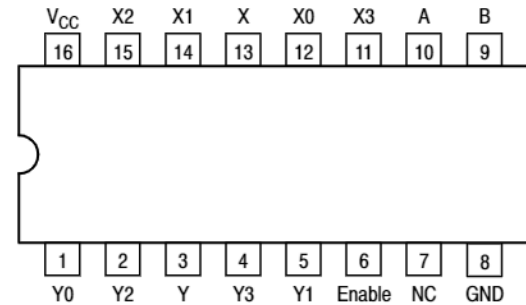 V_CC X2 X1 X X0 X3 A B
16 15 14 13 12 11 10 9
1 2 3 4 5 6 7 8
Y0 Y2 Y Y3 Y1 Enable NC GND